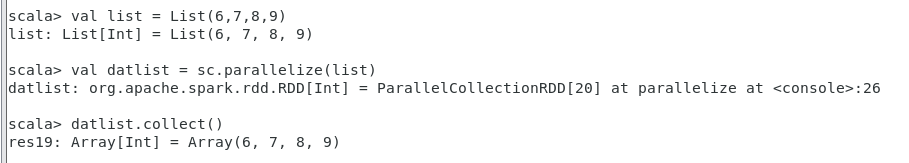 scala> val list = List(6,7,8,9)
list: List[Int] = List(6, 7, 8, 9)
scala> val datlist = sc.parallelize(list)
datlist: org.apache.spark.rdd.RDD[Int] = ParallelCollectionRDD[20] at parallelize at <console>:26
scala> datlist.collect()
res19: Array[Int] = Array(6, 7, 8, 9)